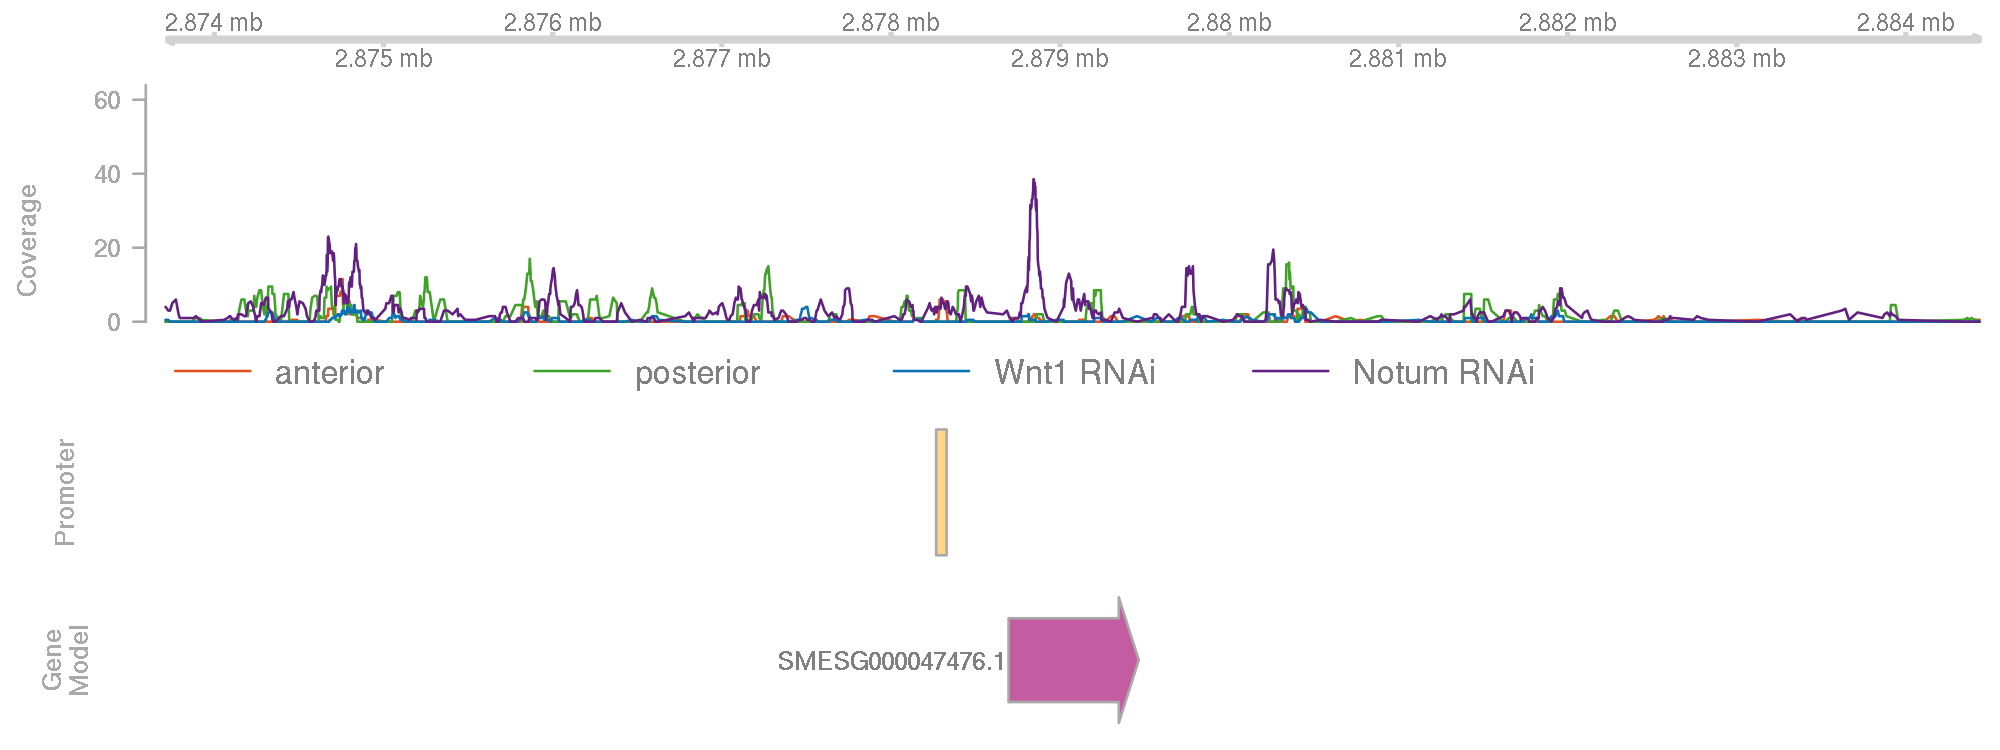 2.874 mb 2.876 mb 2.878 mb 2.88 mb 2.882 mb 2.884 mb
2.875 mb 2.877 mb 2.879 mb 2.881 mb 2.883 mb
Coverage
60
40
20
0
anterior posterior Wnt1 RNAi Notum RNAi
Promoter
Gene
Model
SMESG000047476.1